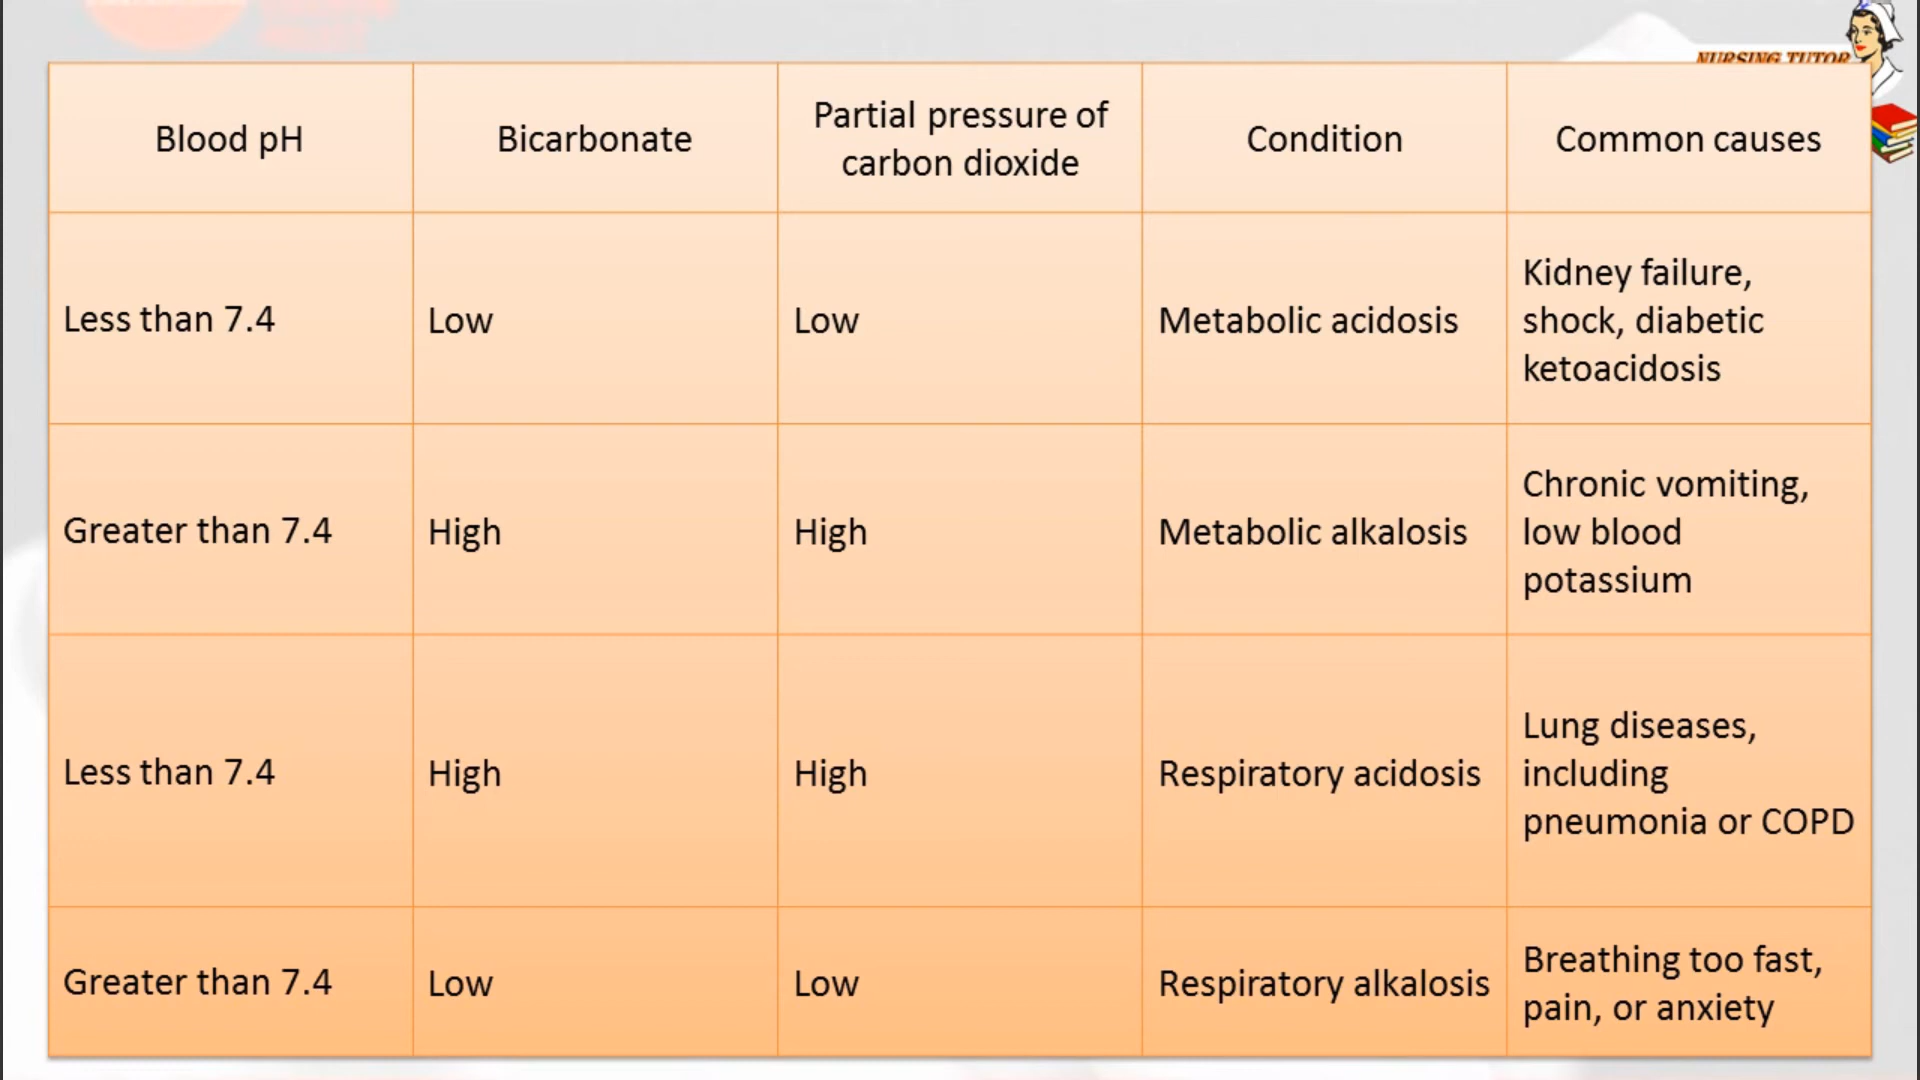 NURSING TUTOR
Blood pH
Bicarbonate
Partial pressure of
carbon dioxide
Condition
Common causes
Less than 7.4
Low
Low
Metabolic acidosis
Kidney failure,
shock, diabetic
ketoacidosis
Greater than 7.4
High
High
Metabolic alkalosis
Chronic vomiting,
low blood
potassium
Less than 7.4
High
High
Respiratory acidosis
Lung diseases,
including
pneumonia or COPD
Greater than 7.4
Low
Low
Respiratory alkalosis
Breathing too fast,
pain, or anxiety